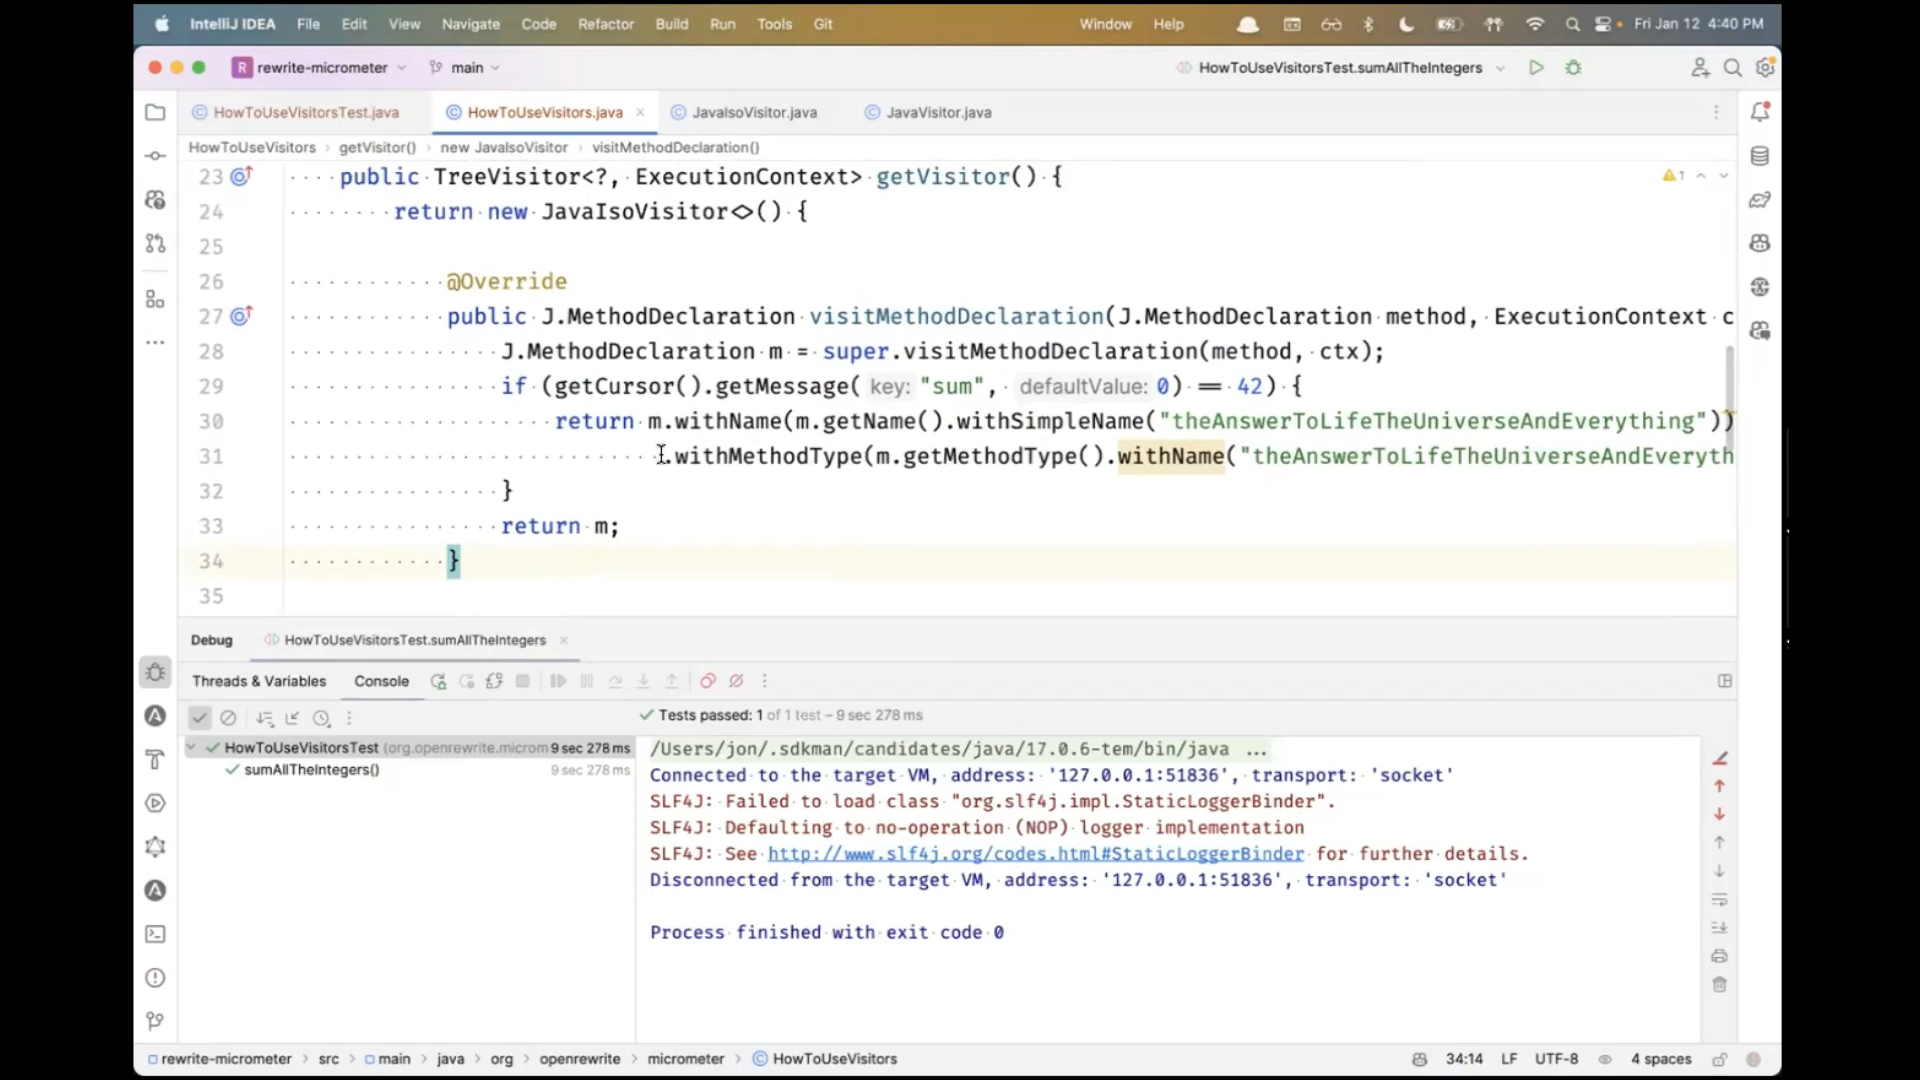 IntelliJ IDEA File Edit View Navigate Code Refactor Build Run Tools Git Window Help Fri Jan 12 4:40 PM
R rewrite-micrometer main HowToUseVisitorsTest.sumAllTheIntegers
HowToUseVisitorsTest.java HowToUseVisitors.java JavaIsoVisitor.java JavaVisitor.java
HowToUseVisitors › getVisitor() › new JavaIsoVisitor › visitMethodDeclaration()
23 public TreeVisitor<?, ExecutionContext> getVisitor() { 1
24 return new JavaIsoVisitor<>() {
25
26 @Override
27 public J.MethodDeclaration visitMethodDeclaration(J.MethodDeclaration method, ExecutionContext c
28 J.MethodDeclaration m = super.visitMethodDeclaration(method, ctx);
29 if (getCursor().getMessage( key: "sum", defaultValue: 0) == 42) {
30 return m.withName(m.getName().withSimpleName("theAnswerToLifeTheUniverseAndEverything"))
31 .withMethodType(m.getMethodType().withName("theAnswerToLifeTheUniverseAndEveryth
32 }
33 return m;
34 }
35
Debug HowToUseVisitorsTest.sumAllTheIntegers
Threads & Variables Console
Tests passed: 1 of 1 test – 9 sec 278 ms
HowToUseVisitorsTest (org.openrewrite.microm 9 sec 278 ms
sumAllTheIntegers() 9 sec 278 ms
/Users/jon/.sdkman/candidates/java/17.0.6-tem/bin/java ...
Connected to the target VM, address: '127.0.0.1:51836', transport: 'socket'
SLF4J: Failed to load class "org.slf4j.impl.StaticLoggerBinder".
SLF4J: Defaulting to no-operation (NOP) logger implementation
SLF4J: See http://www.slf4j.org/codes.html#StaticLoggerBinder for further details.
Disconnected from the target VM, address: '127.0.0.1:51836', transport: 'socket'
Process finished with exit code 0
rewrite-micrometer › src › main › java › org › openrewrite › micrometer › HowToUseVisitors 34:14 LF UTF-8 4 spaces